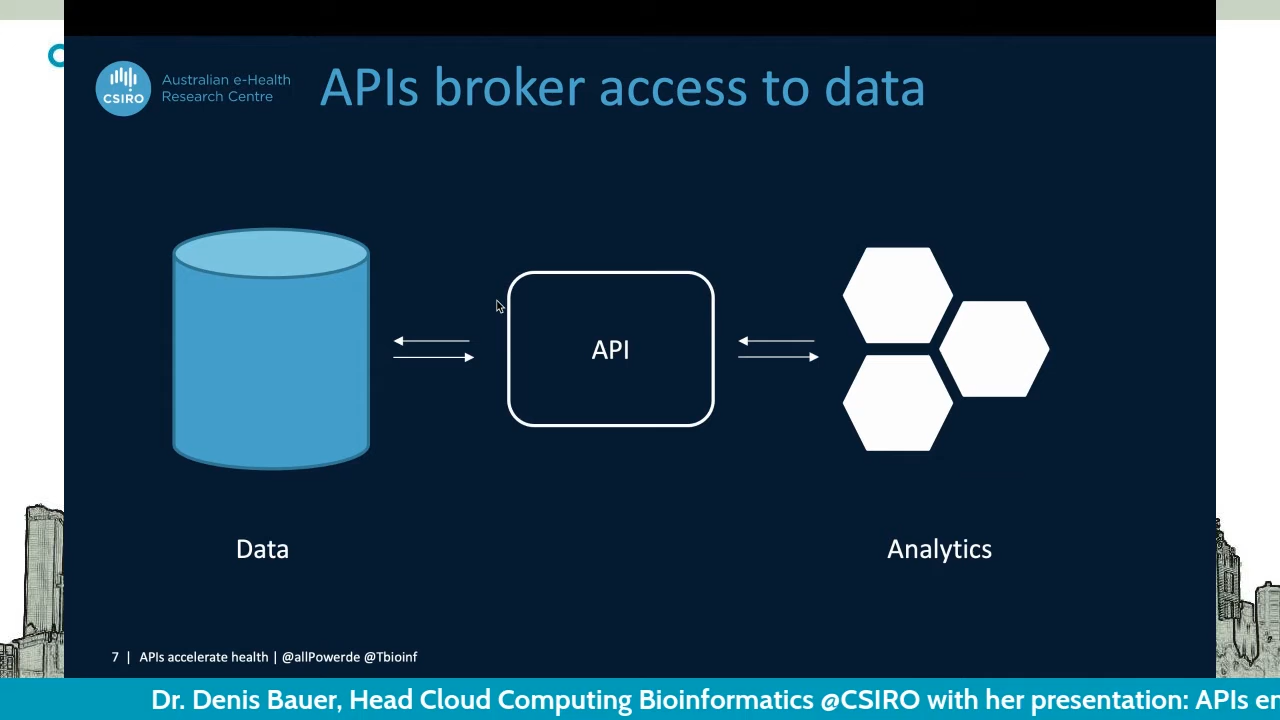 CSIRO
Australian e-Health
Research Centre
APIs broker access to data
API
Data
Analytics
7 | APIs accelerate health | @allPowerde @Tbioinf
Dr. Denis Bauer, Head Cloud Computing Bioinformatics @CSIRO with her presentation: APIs en